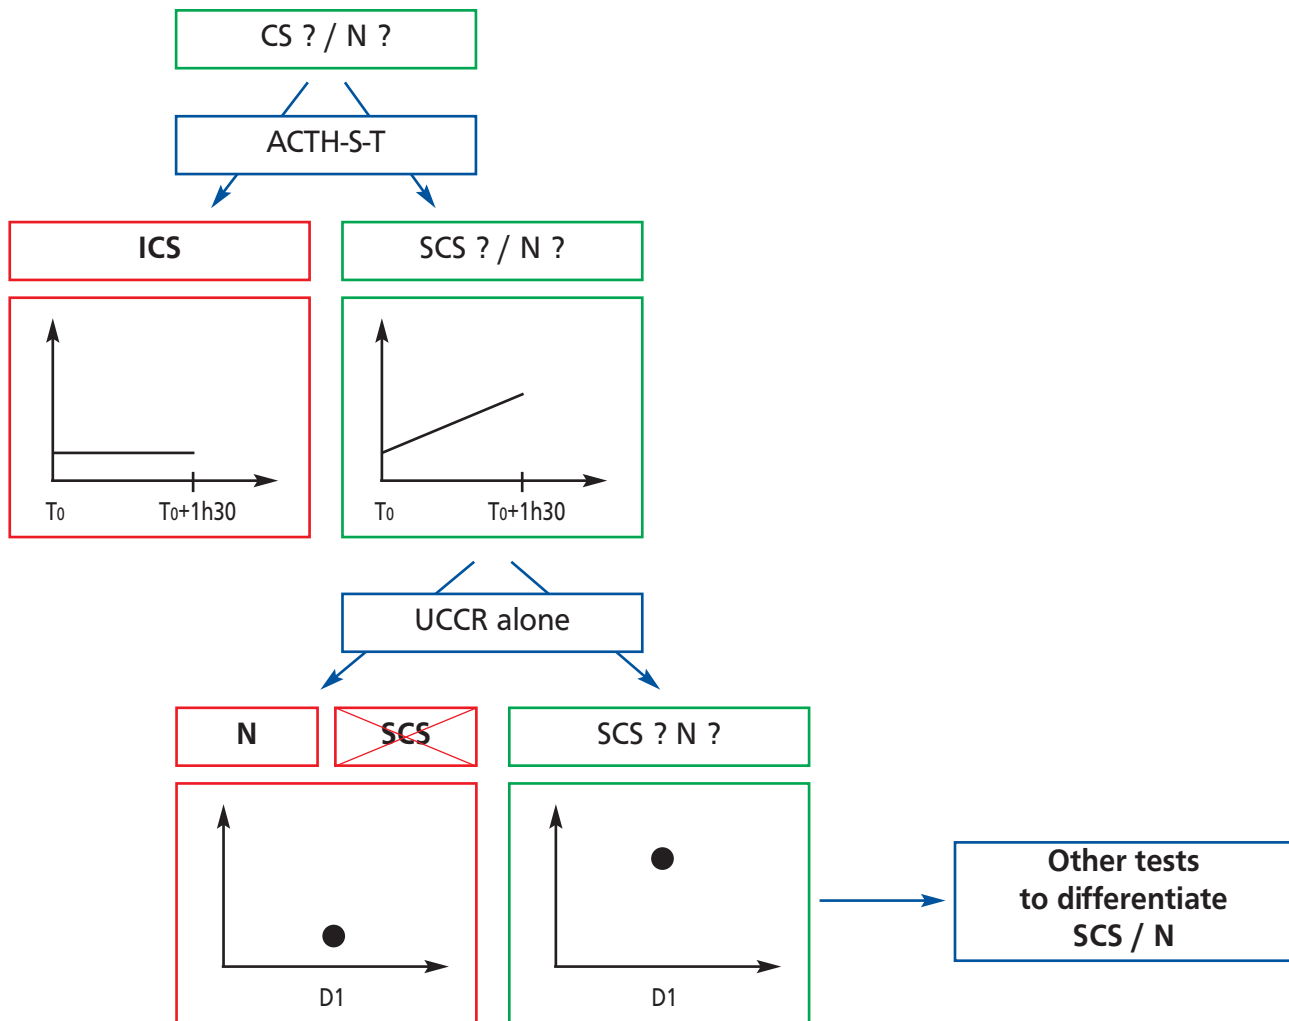 CS ? / N ?
ACTH-S-T
ICS
SCS ? / N ?
T0
T0+1h30
T0
T0+1h30
UCCR alone
N
SCS
SCS ? N ?
D1
D1
Other tests
to differentiate
SCS / N